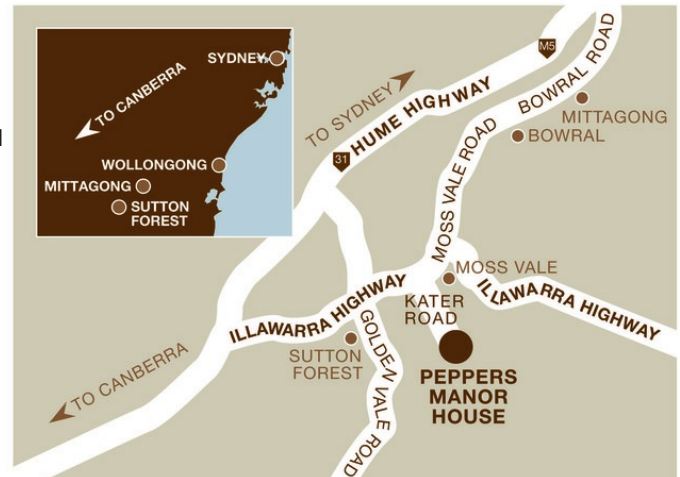 SYDNEY
TO CANBERRA
WOLLONGONG
MITTAGONG
SUTTON
FOREST
M5
BOWRAL ROAD
TO SYDNEY
HUME HIGHWAY
31
MITTAGONG
BOWRAL
MOSS VALE ROAD
MOSS VALE
ILLAWARRA HIGHWAY
KATER
ROAD
ILLAWARRA HIGHWAY
GOLDEN VALE ROAD
SUTTON
FOREST
TO CANBERRA
PEPPERS
MANOR
HOUSE